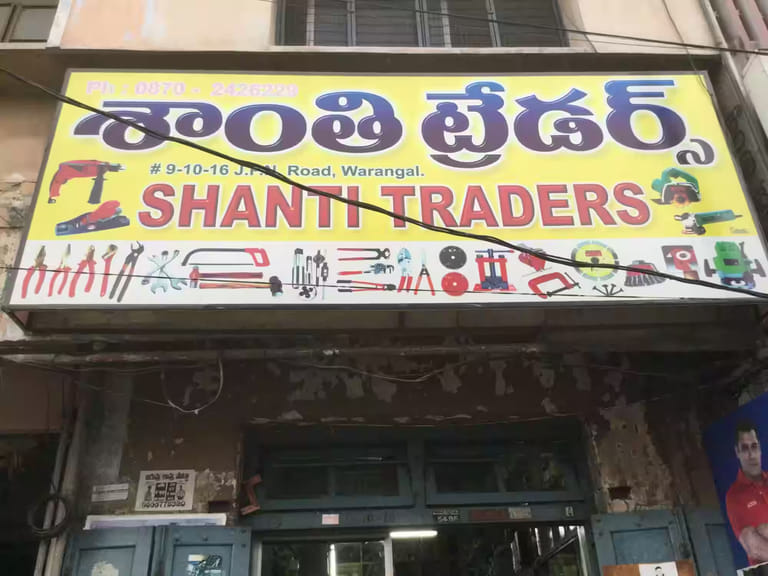 Ph : 0870 - 2426229
శాంతి ట్రేడర్స్
# 9-10-16 J.P.N. Road, Warangal.
SHANTI TRADERS